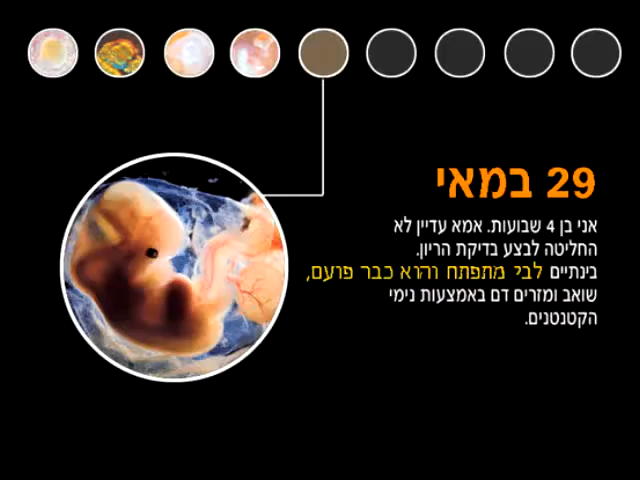 29 במאי
אני בן 4 שבועות. אמא עדיין לא
החליטה לבצע בדיקת הריון.
בינתיים לבי מתפתח והוא כבר פועם,
שואב ומזרים דם באמצעות נימי
הקטנטנים.